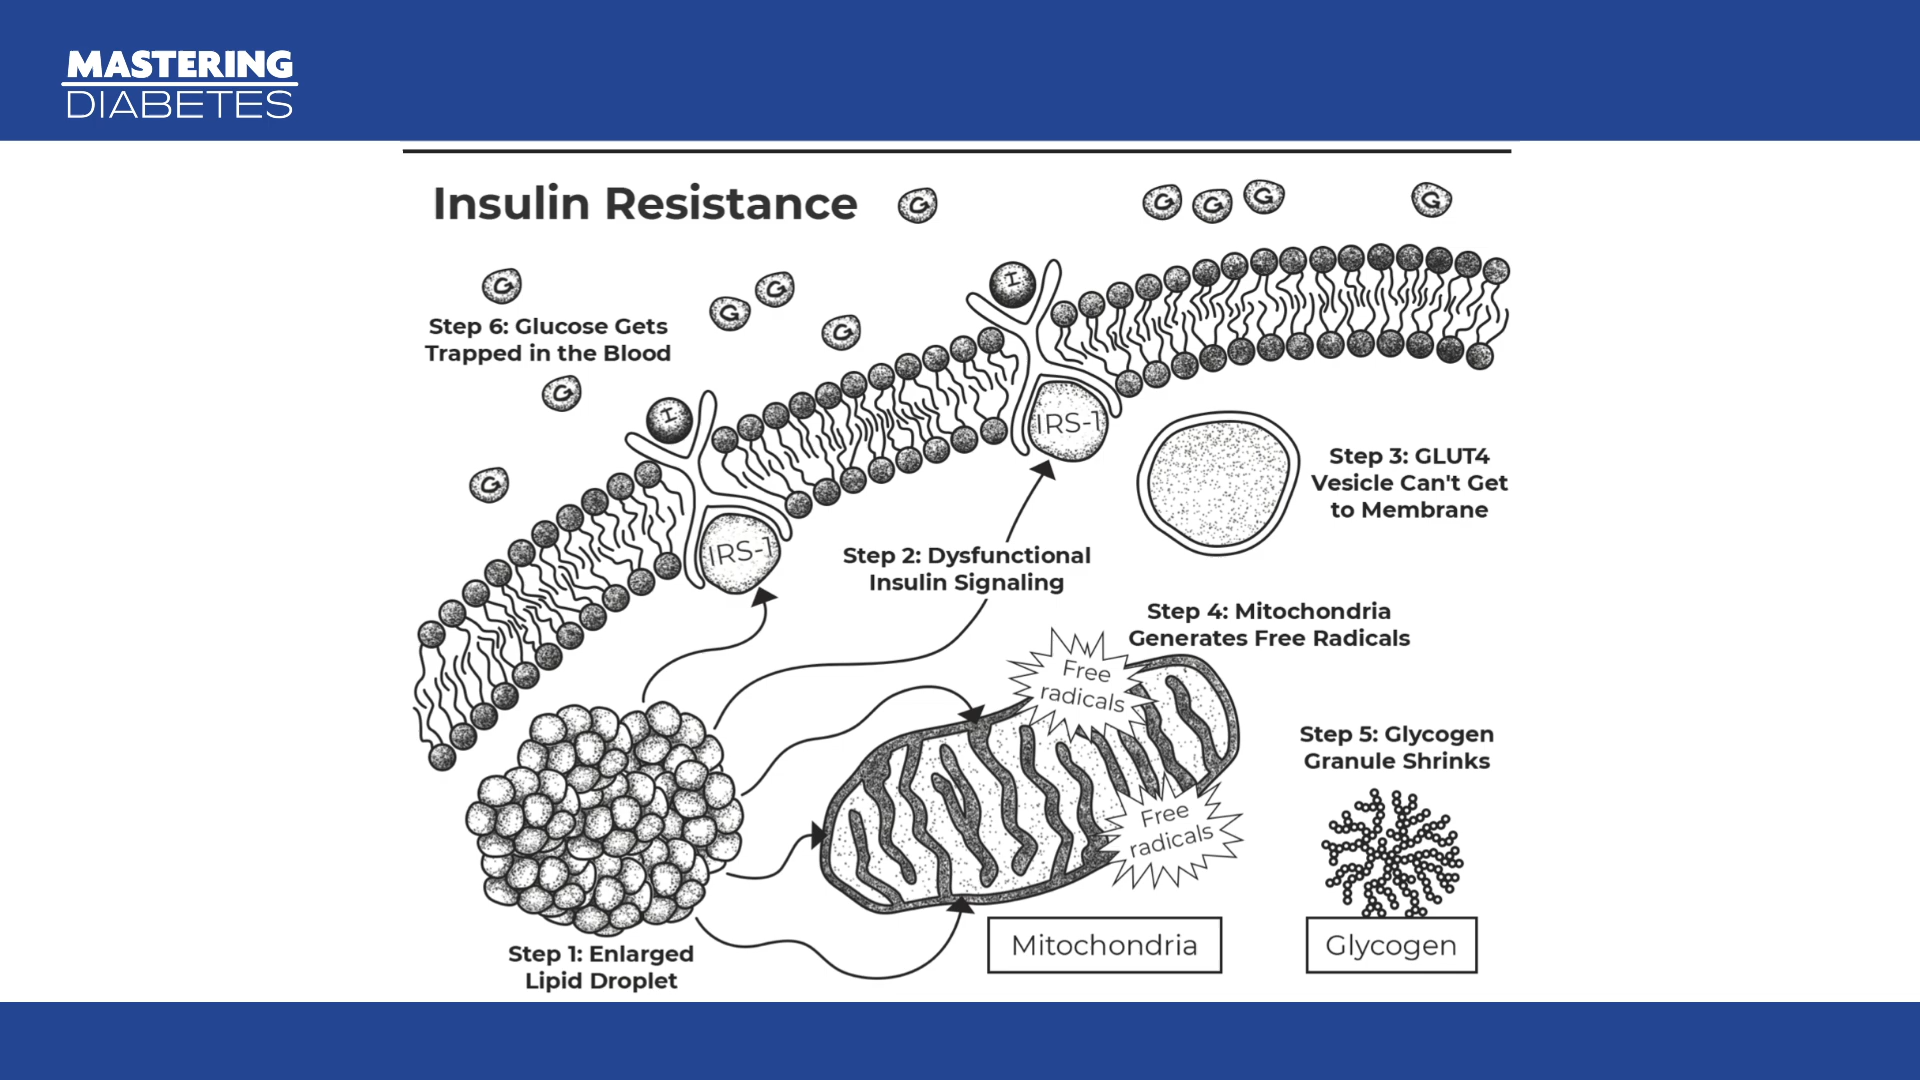 MASTERING
DIABETES
Insulin Resistance
G
G
G
G
G
G
G
G
G
G
G
I
I
Step 6: Glucose Gets
Trapped in the Blood
IRS-1
IRS-1
Step 3: GLUT4
Vesicle Can't Get
to Membrane
Step 2: Dysfunctional
Insulin Signaling
Step 4: Mitochondria
Generates Free Radicals
Free
radicals
Free
radicals
Step 5: Glycogen
Granule Shrinks
Step 1: Enlarged
Lipid Droplet
Mitochondria
Glycogen